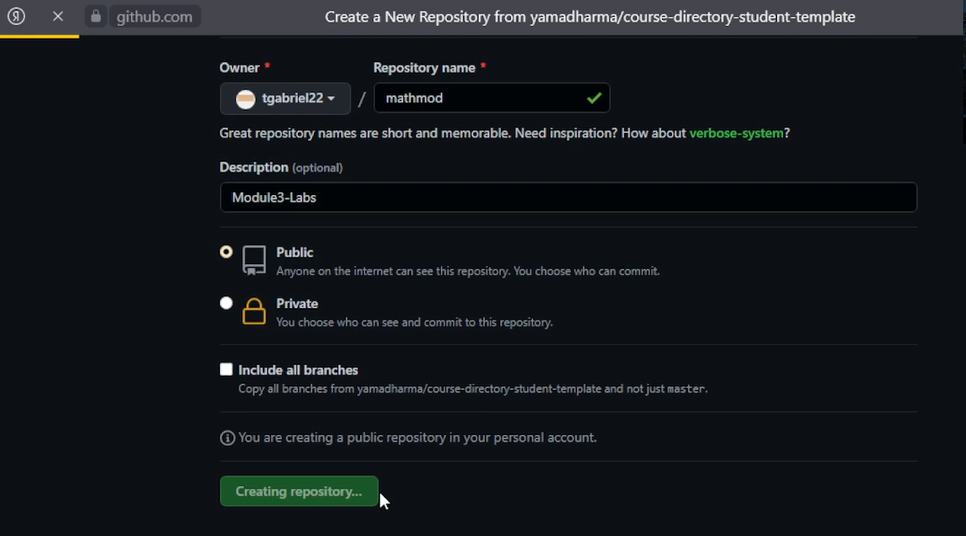 github.com Create a New Repository from yamadharma/course-directory-student-template
Owner * Repository name *
tgabriel22 / mathmod
Great repository names are short and memorable. Need inspiration? How about verbose-system?
Description (optional)
Module3-Labs
Public
Anyone on the internet can see this repository. You choose who can commit.
Private
You choose who can see and commit to this repository.
Include all branches
Copy all branches from yamadharma/course-directory-student-template and not just master.
You are creating a public repository in your personal account.
Creating repository...